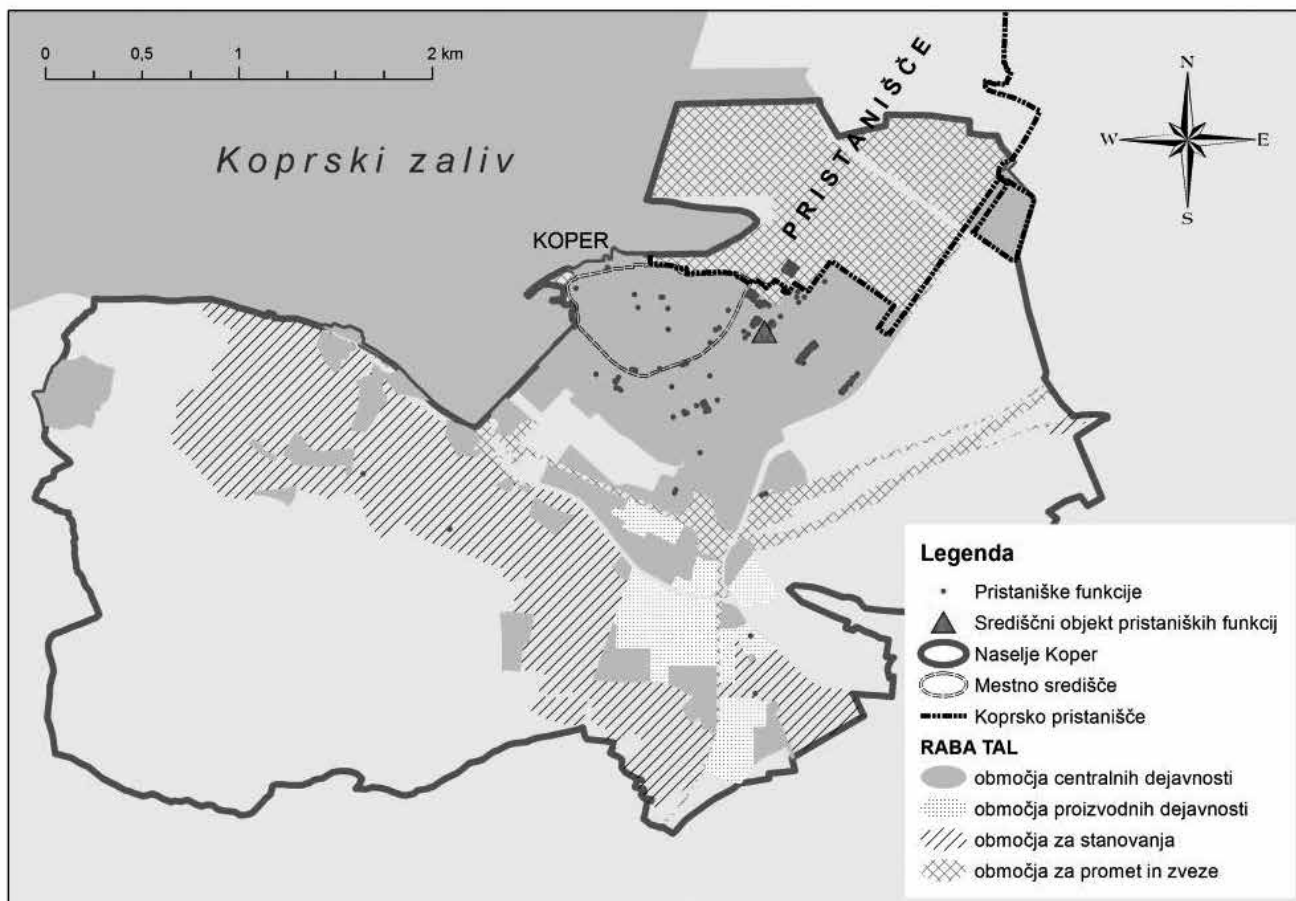 0 0,5 1 2 km
Koprski zaliv
PRISTANIŠČE
N
W E
S
KOPER
Legenda
Pristaniške funkcije
Središčni objekt pristaniških funkcij
Naselje Koper
Mestno središče
Koprsko pristanišče
RABA TAL
območja centralnih dejavnosti
območja proizvodnih dejavnosti
območja za stanovanja
območja za promet in zveze